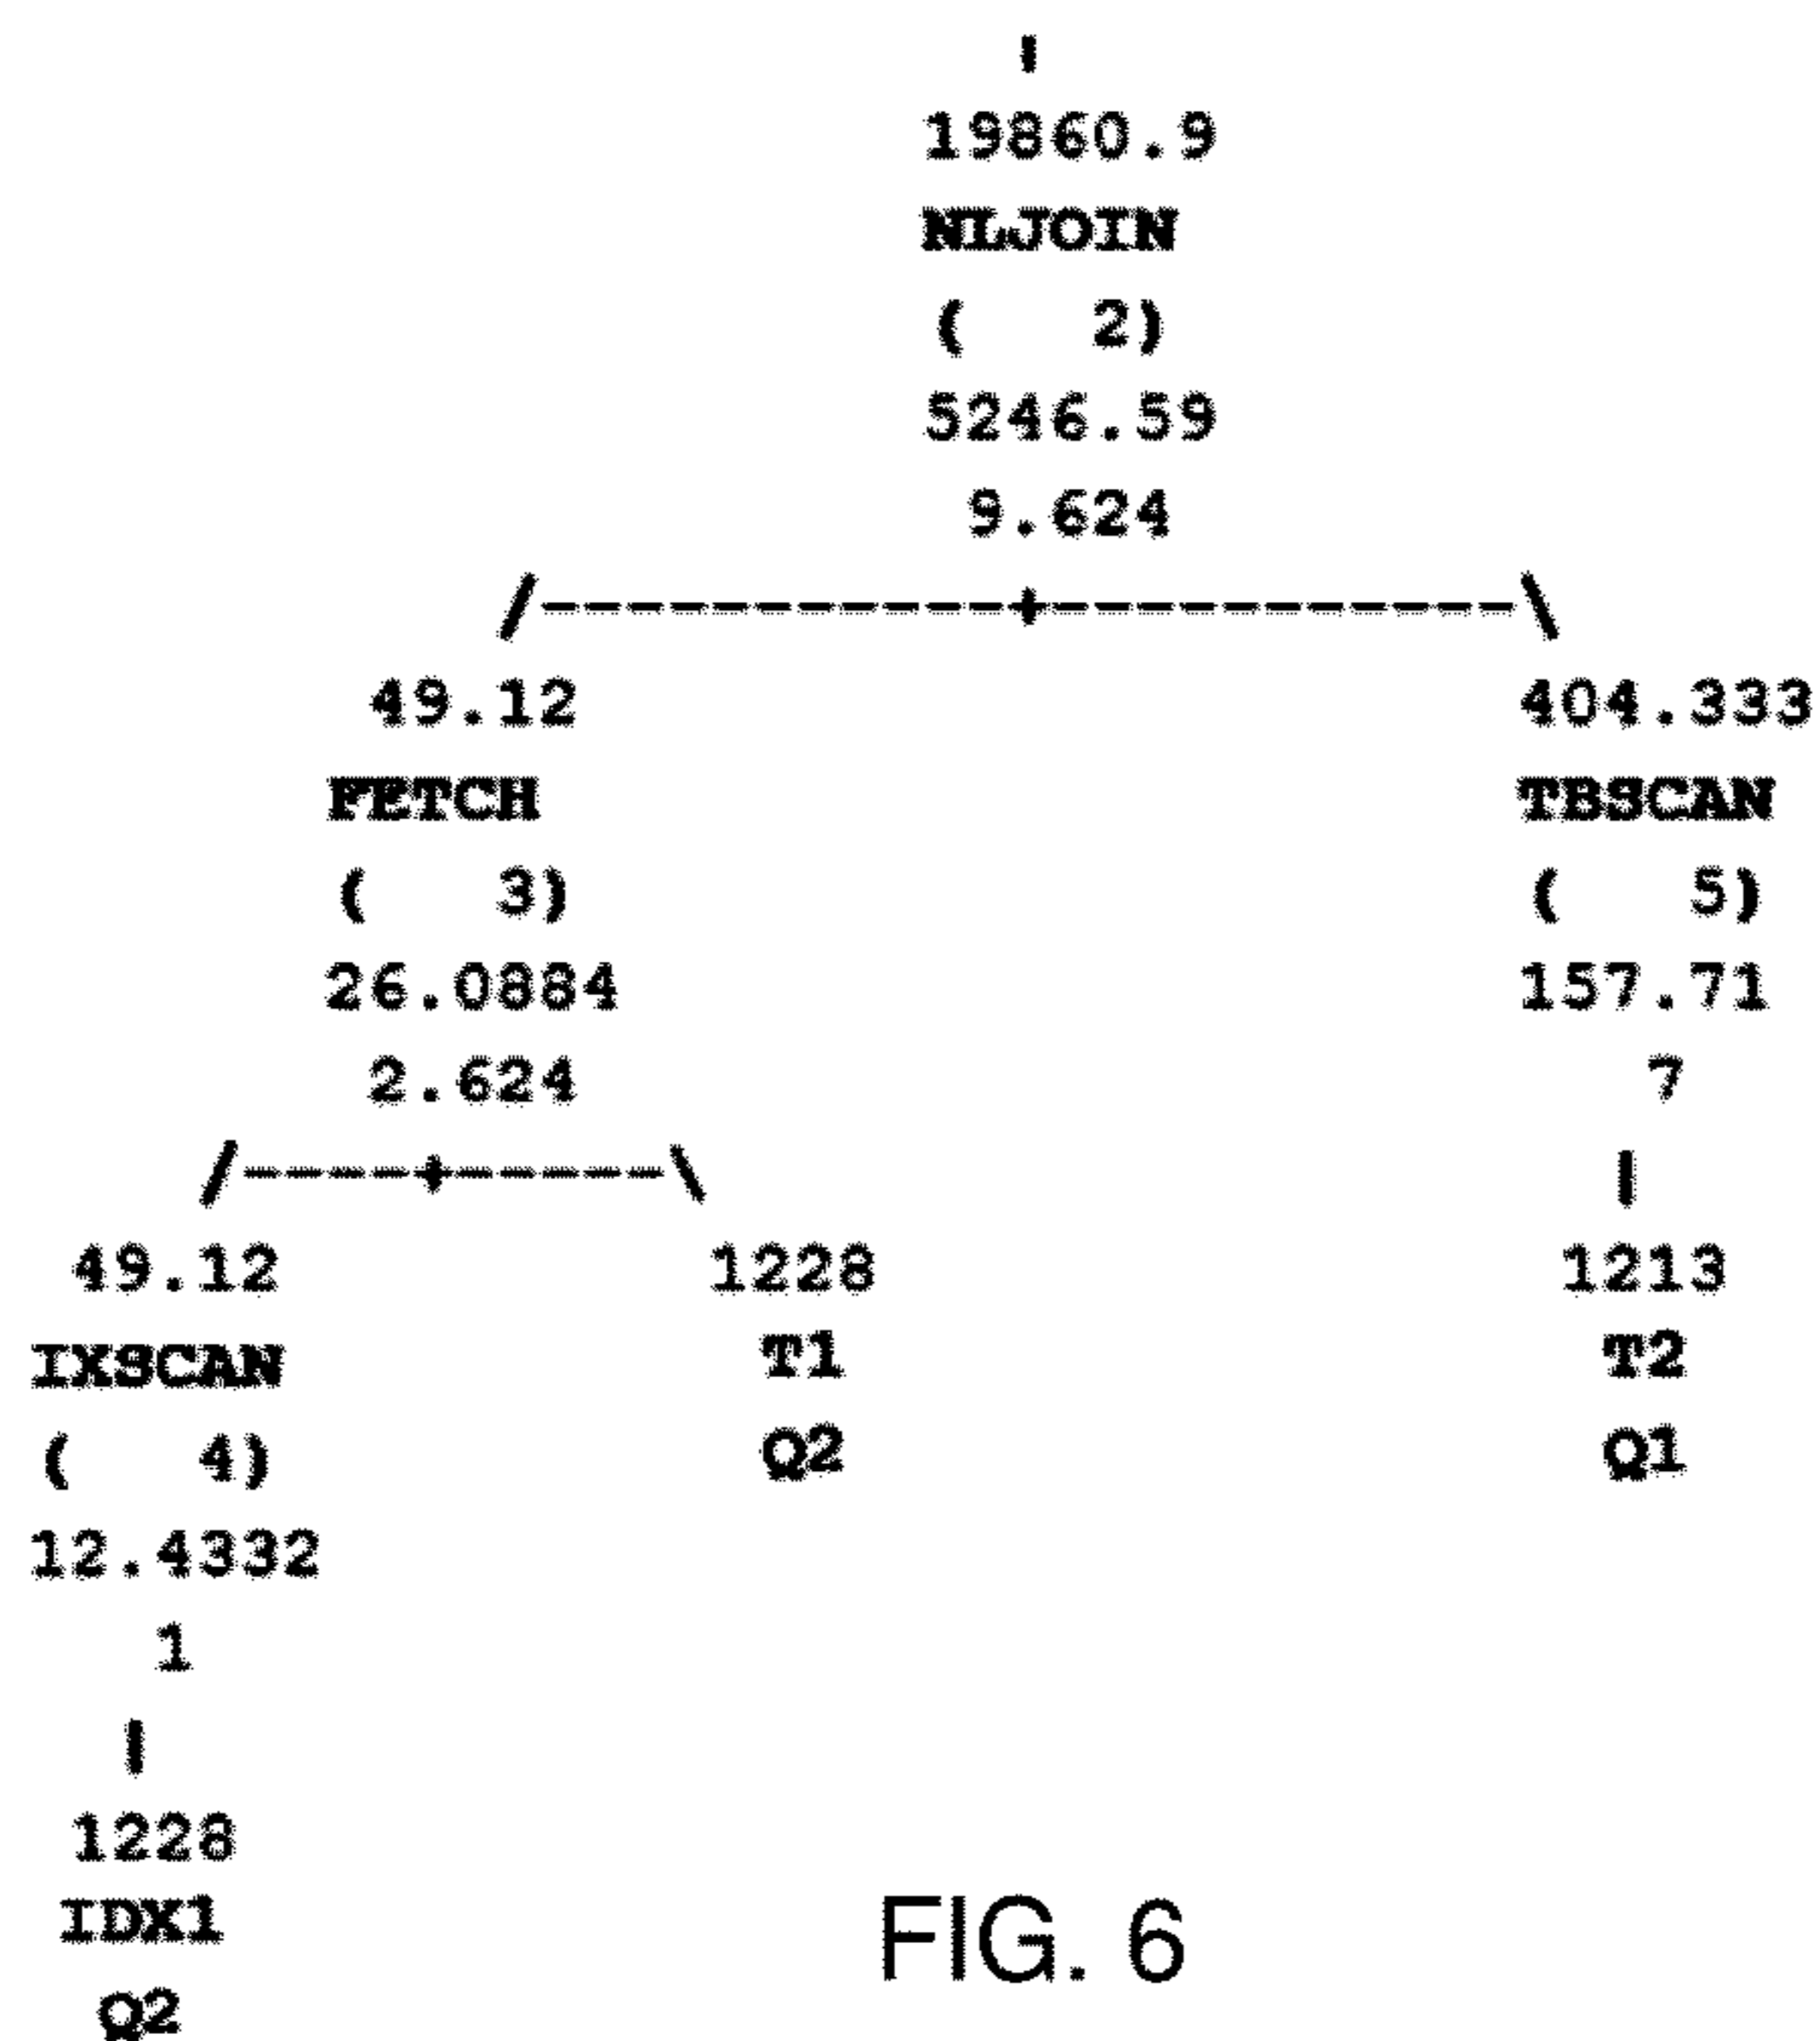 |
19860.9
NLJOIN
(   2)
5246.59
9.624
/-----------+-----------\
49.12   404.333
FETCH   TBSCAN
(   3)   (   5)
26.0884   157.71
2.624   7
/----+-----\   |
49.12   1228   1213
IXSCAN   T1   T2
(   4)   Q2   Q1
12.4332
1
|
1228
IDX1
Q2
FIG. 6